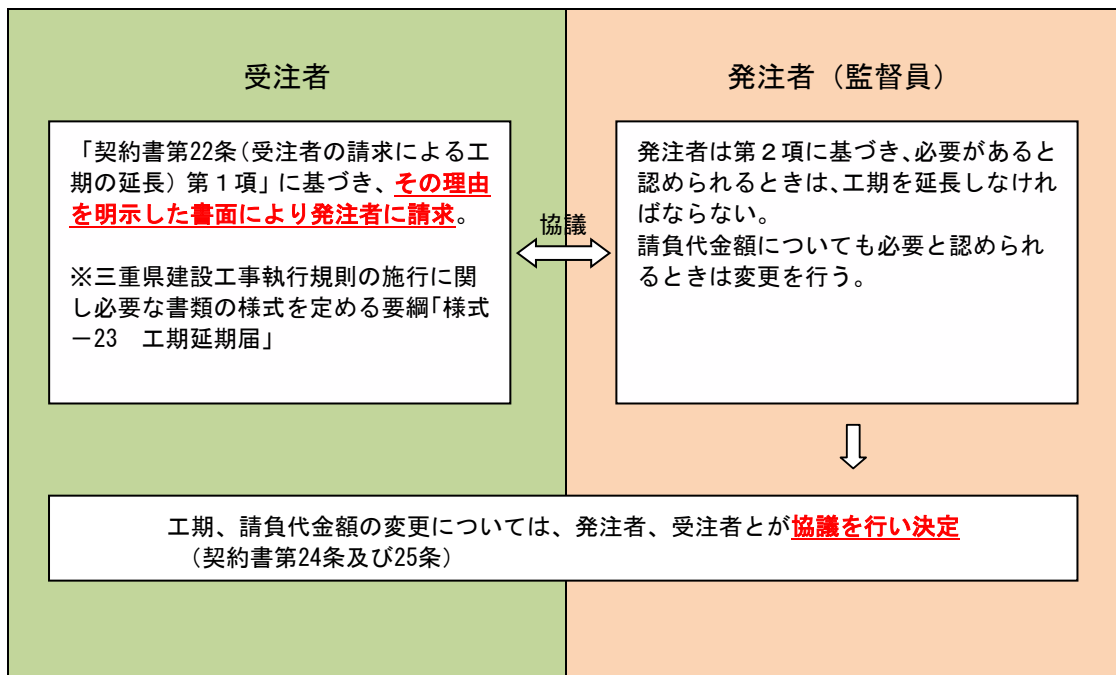 受注者
「契約書第22条(受注者の請求による工
期の延長) 第1項」に基づき、その理由
を明示した書面により発注者に請求。
※三重県建設工事執行規則の施行に関
し必要な書類の様式を定める要綱「様式
－23　工期延期届」
協議
発注者（監督員）
発注者は第２項に基づき、必要があると
認められるときは、工期を延長しなけれ
ばならない。
請負代金額についても必要と認められ
るときは変更を行う。
工期、請負代金額の変更については、発注者、受注者とが協議を行い決定
（契約書第24条及び25条）